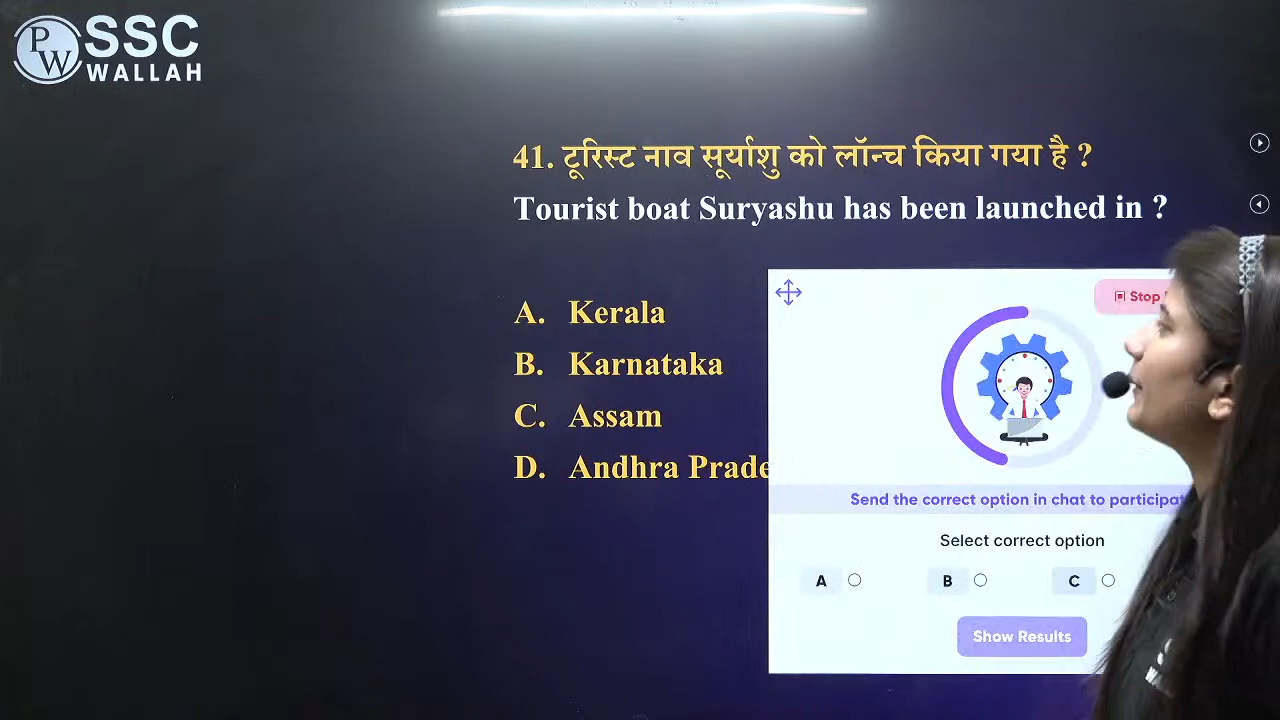 PW
SSC
WALLAH
41. टूरिस्ट नाव सूर्याशु को लॉन्च किया गया है ?
Tourist boat Suryashu has been launched in ?
A. Kerala
B. Karnataka
C. Assam
D. Andhra Prade
Stop
Send the correct option in chat to participat
Select correct option
A
B
C
Show Results